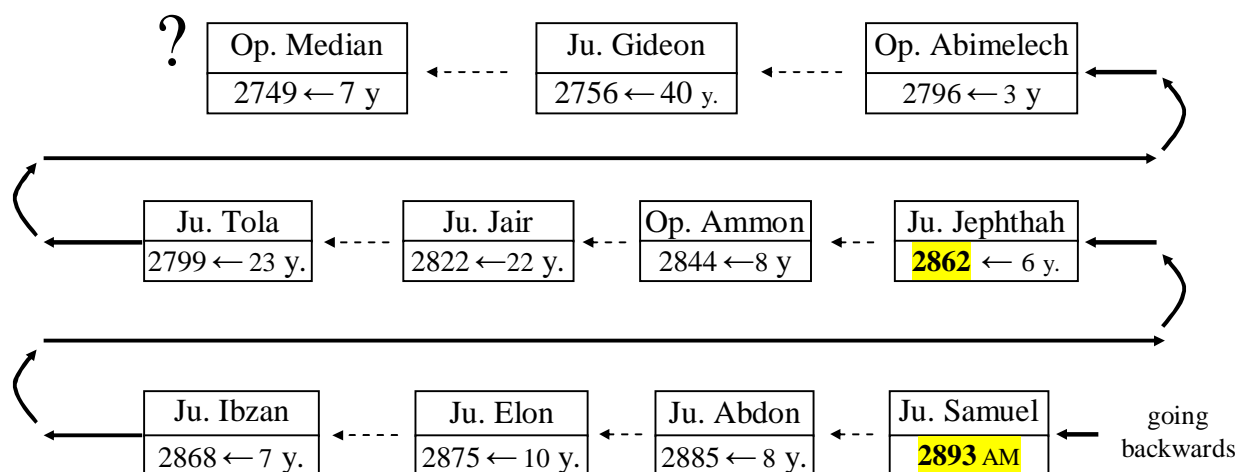 ?
Op. Median
2749 ← 7 y
Ju. Gideon
2756 ← 40 y.
Op. Abimelech
2796 ← 3 y
Ju. Tola
2799 ← 23 y.
Ju. Jair
2822 ←22 y.
Op. Ammon
2844 ←8 y
Ju. Jephthah
2862 ← 6 y.
Ju. Ibzan
2868 ← 7 y.
Ju. Elon
2875 ← 10 y.
Ju. Abdon
2885 ← 8 y.
Ju. Samuel
2893 AM
going
backwards